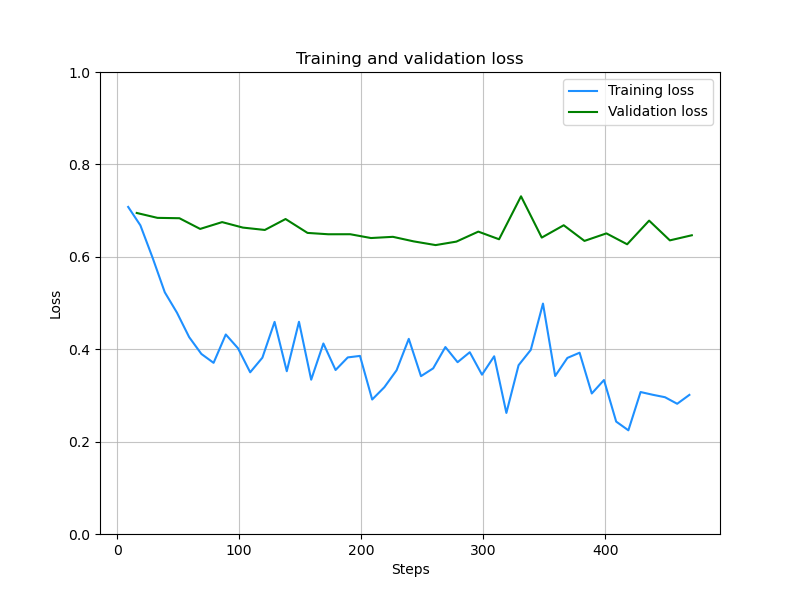 Training and validation loss
1.0
Training loss
Validation loss
0.8
0.6
0.4
0.2
0.0
Loss
0 100 200 300 400
Steps